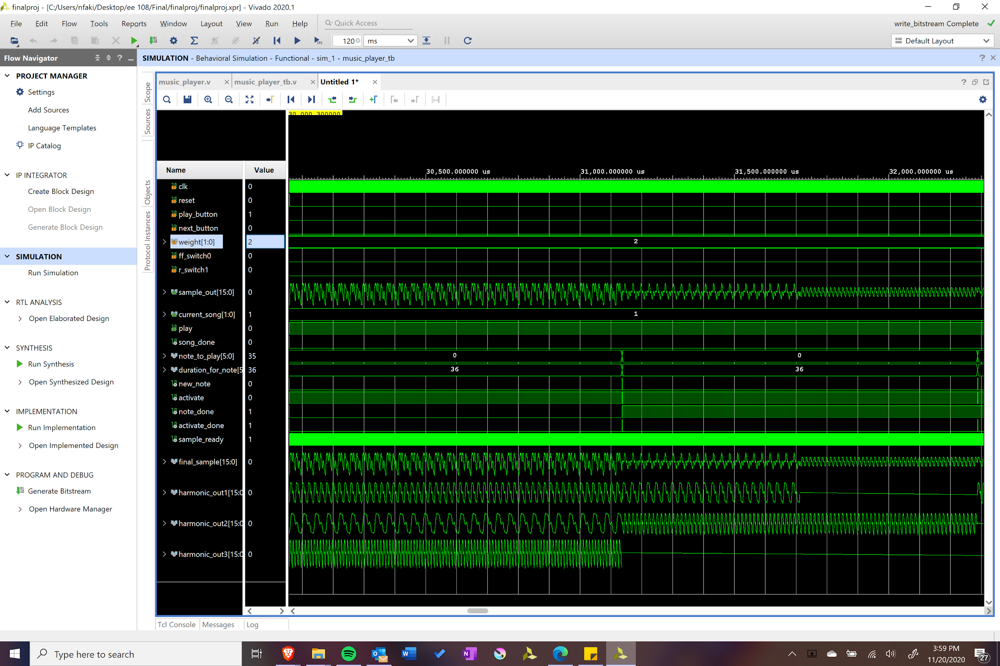 finalproj - [C:/Users/nfaki/Desktop/ee 108/Final/finalproj/finalproj.xpr] - Vivado 2020.1
File Edit Flow Tools Reports Window Layout View Run Help Quick Access write_bitstream Complete
120 ms Default Layout
Flow Navigator
SIMULATION - Behavioral Simulation - Functional - sim_1 - music_player_tb
PROJECT MANAGER
Settings
Add Sources
Language Templates
IP Catalog
IP INTEGRATOR
Create Block Design
Open Block Design
Generate Block Design
SIMULATION
Run Simulation
RTL ANALYSIS
Open Elaborated Design
SYNTHESIS
Run Synthesis
Open Synthesized Design
IMPLEMENTATION
Run Implementation
Open Implemented Design
PROGRAM AND DEBUG
Generate Bitstream
Open Hardware Manager
Scope
Sources
Objects
Protocol Instances
music_player.v music_player_tb.v Untitled 1*
30,000.300000
Name Value
30,500.000000 us 31,000.000000 us 31,500.000000 us 32,000.000000 us
clk 0
reset 0
play_button 1
next_button 0
weight[1:0] 2 2
ff_switch0 0
r_switch1 0
sample_out[15:0] 0
current_song[1:0] 1 1
play 0
song_done 0
note_to_play[5:0] 35 0 0
duration_for_note[5 36 36 36
new_note 0
activate 0
note_done 1
activate_done 1
sample_ready 1
final_sample[15:0] 0
harmonic_out1[15:0 0
harmonic_out2[15:0 0
harmonic_out3[15:0 0
Tcl Console Messages Log
Type here to search
3:59 PM
11/20/2020
27